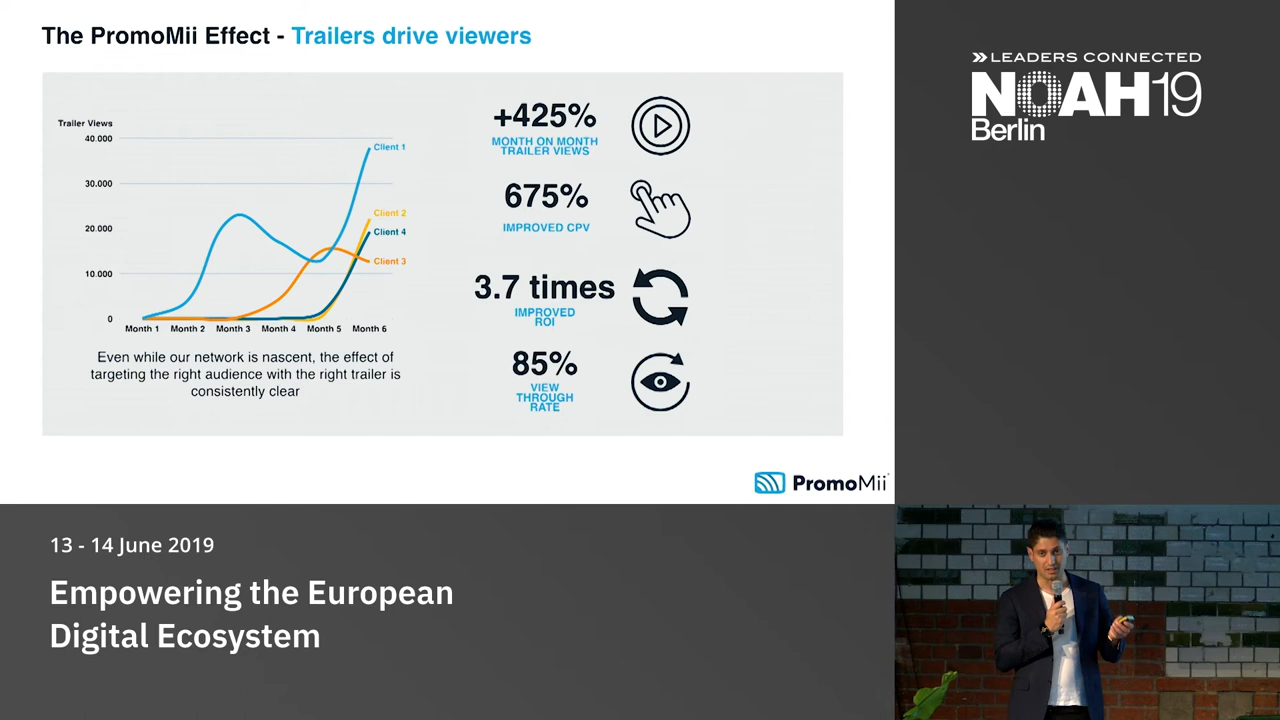 The PromoMii Effect - Trailers drive viewers
Trailer Views
40.000
30.000
20.000
10.000
0
Client 1
Client 2
Client 4
Client 3
Month 1 Month 2 Month 3 Month 4 Month 5 Month 6
Even while our network is nascent, the effect of
targeting the right audience with the right trailer is
consistently clear
+425%
MONTH ON MONTH
TRAILER VIEWS
675%
IMPROVED CPV
3.7 times
IMPROVED
ROI
85%
VIEW
THROUGH
RATE
PromoMii
LEADERS CONNECTED
NOAH19
Berlin
13 - 14 June 2019
Empowering the European
Digital Ecosystem